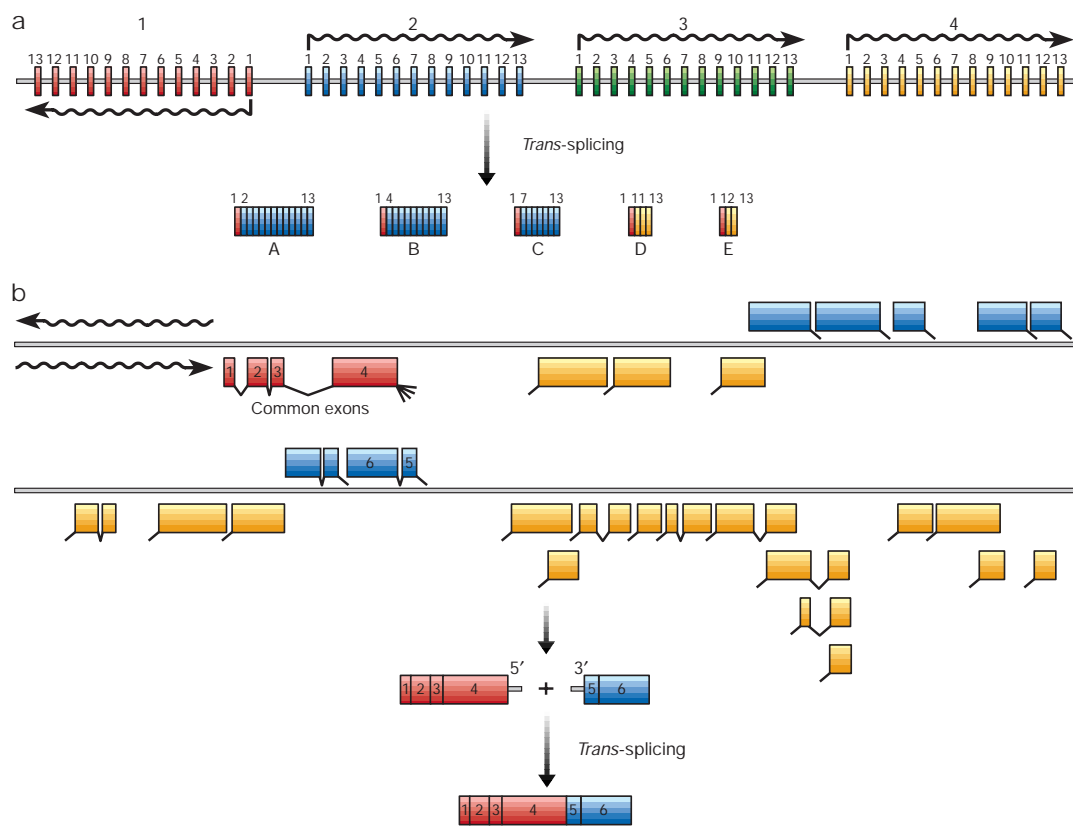 a
1 2 3 4
13 12 11 10 9 8 7 6 5 4 3 2 1 1 2 3 4 5 6 7 8 9 10 11 12 13 1 2 3 4 5 6 7 8 9 10 11 12 13 1 2 3 4 5 6 7 8 9 10 11 12 13
Trans-splicing
1 2 13 1 4 13 1 7 13 1 11 13 1 12 13
A B C D E
b
1 2 3 4
Common exons
6 5
5′ 3′
1 2 3 4 + 5 6
Trans-splicing
1 2 3 4 5 6